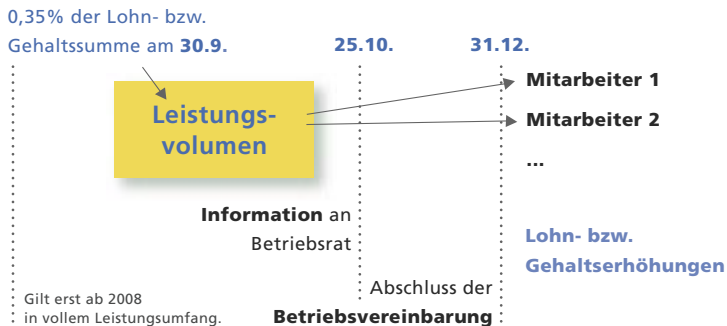 0,35% der Lohn- bzw.
Gehaltssumme am 30.9.
25.10.
31.12.
Leistungs-
volumen
Mitarbeiter 1
Mitarbeiter 2
...
Information an
Betriebsrat
Lohn- bzw.
Gehaltserhöhungen
Abschluss der
Betriebsvereinbarung
Gilt erst ab 2008
in vollem Leistungsumfang.